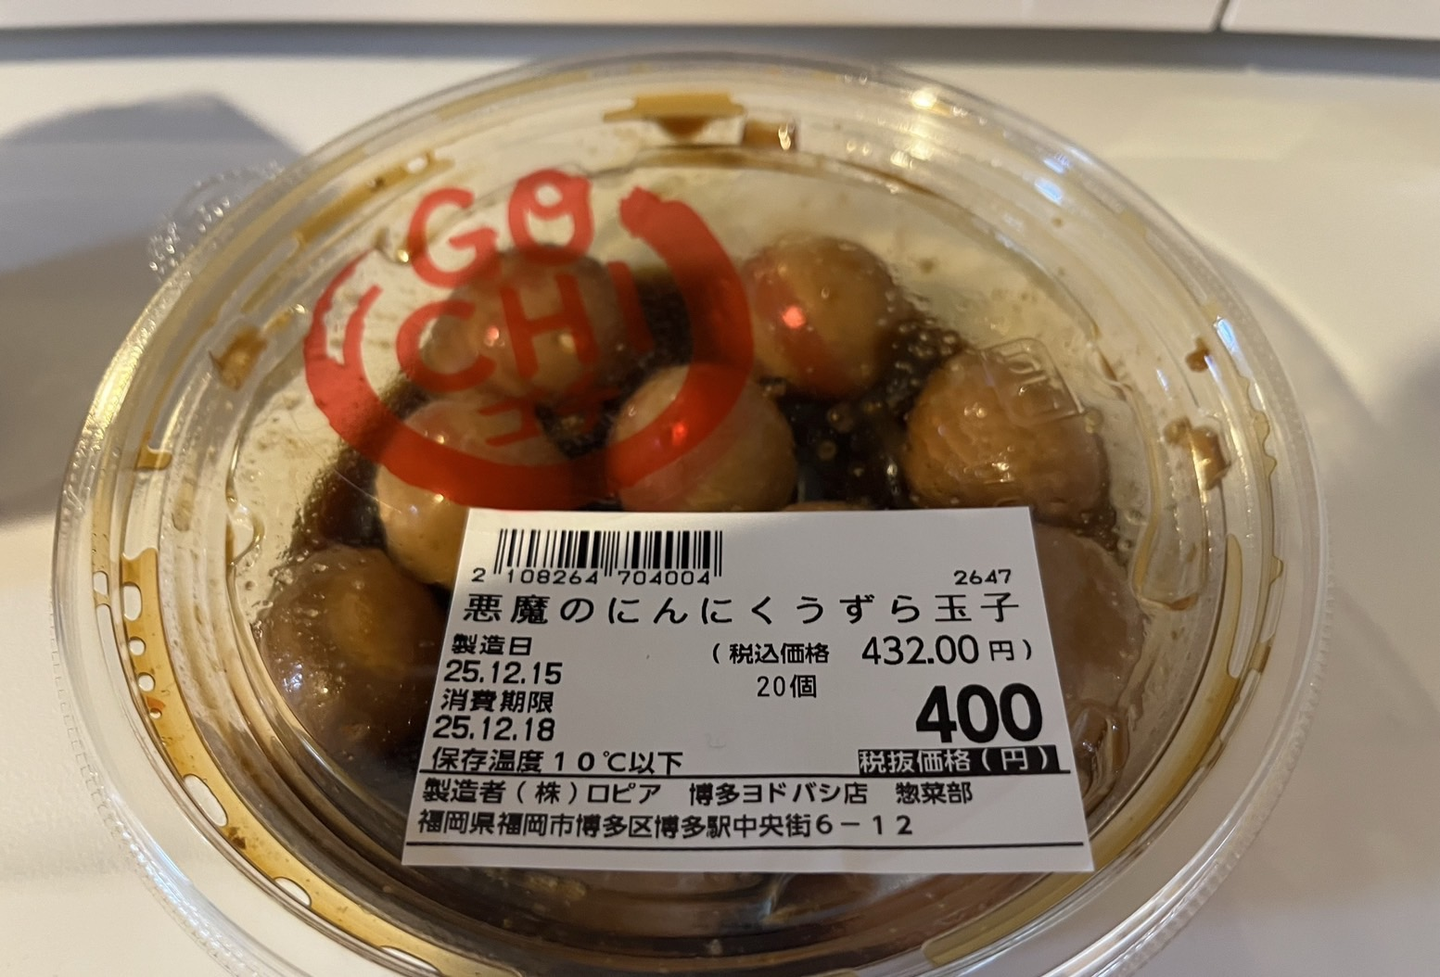 GO
CHI
2 108264 704004
2647
悪魔のにんにくうずら玉子
製造日
(税込価格 432.00円)
25.12.15
20個
消費期限
400
25.12.18
税抜価格(円)
保存温度10℃以下
製造者(株)ロピア 博多ヨドバシ店 惣菜部
福岡県福岡市博多区博多駅中央街6-12